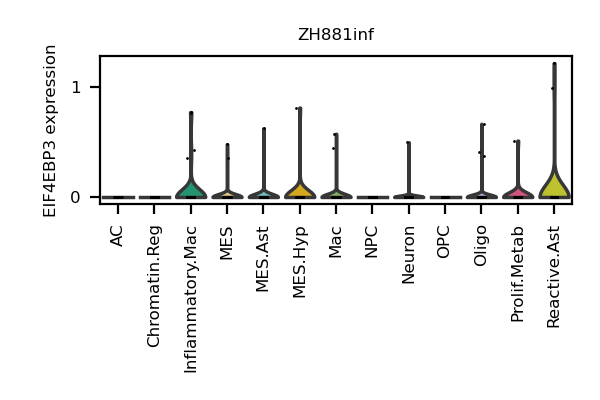 ZH881inf
EIF4EBP3 expression
1
0
AC
Chromatin.Reg
Inflammatory.Mac
MES
MES.Ast
MES.Hyp
Mac
NPC
Neuron
OPC
Oligo
Prolif.Metab
Reactive.Ast